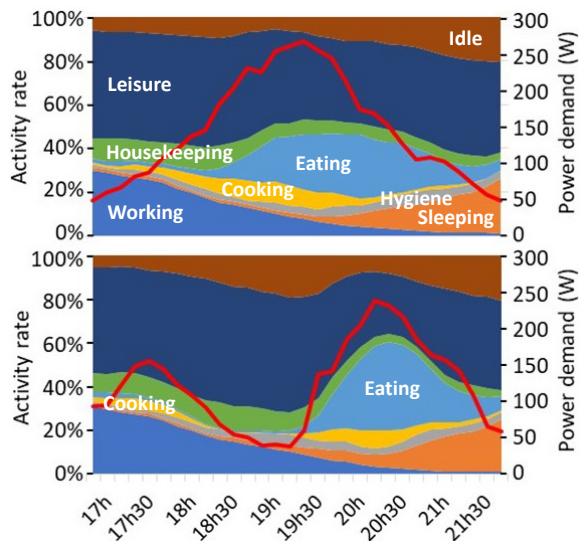 100%
80%
60%
40%
20%
0%
Activity rate
Idle
Leisure
Housekeeping
Eating
Cooking
Hygiene
Working
Sleeping
300
250
200
150
100
50
0
Power demand (W)
100%
80%
60%
40%
20%
0%
Activity rate
Eating
Cooking
300
250
200
150
100
50
0
Power demand (W)
17h
17h30
18h
18h30
19h
19h30
20h
20h30
21h
21h30